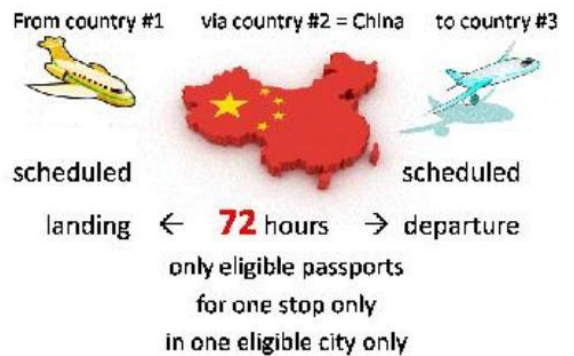 From country #1 via country #2 = China to country #3
scheduled scheduled
landing ← 72 hours → departure
only eligible passports
for one stop only
in one eligible city only